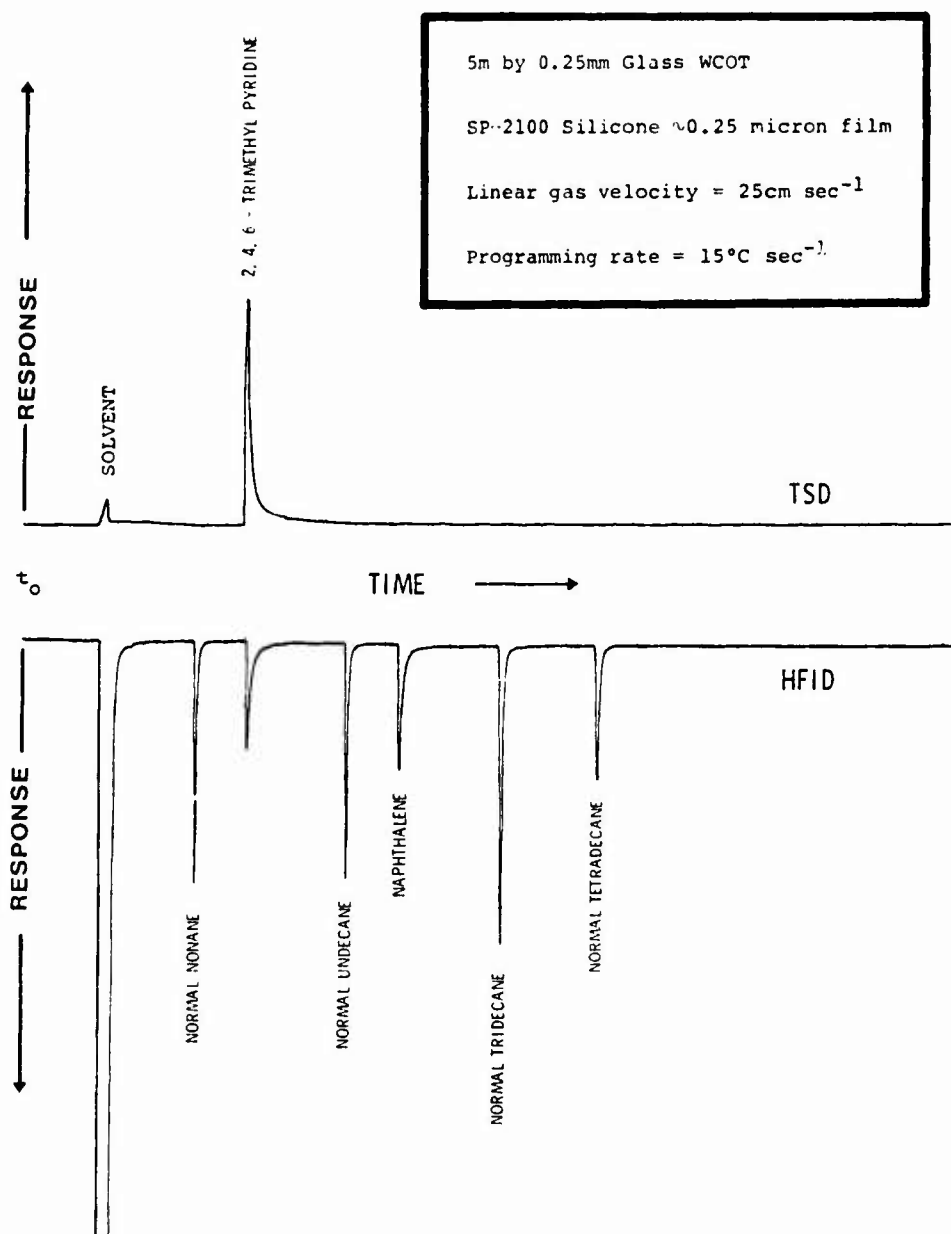 5m by 0.25mm Glass WCOT
SP-2100 Silicone ~0.25 micron film
Linear gas velocity = 25cm sec⁻¹
Programming rate = 15°C sec⁻¹
RESPONSE
SOLVENT
2, 4, 6 - TRIMETHYL PYRIDINE
TSD
t₀
TIME
HFID
RESPONSE
NORMAL NONANE
NORMAL UNDECANE
NAPHTHALENE
NORMAL TRIDECANE
NORMAL TETRADECANE